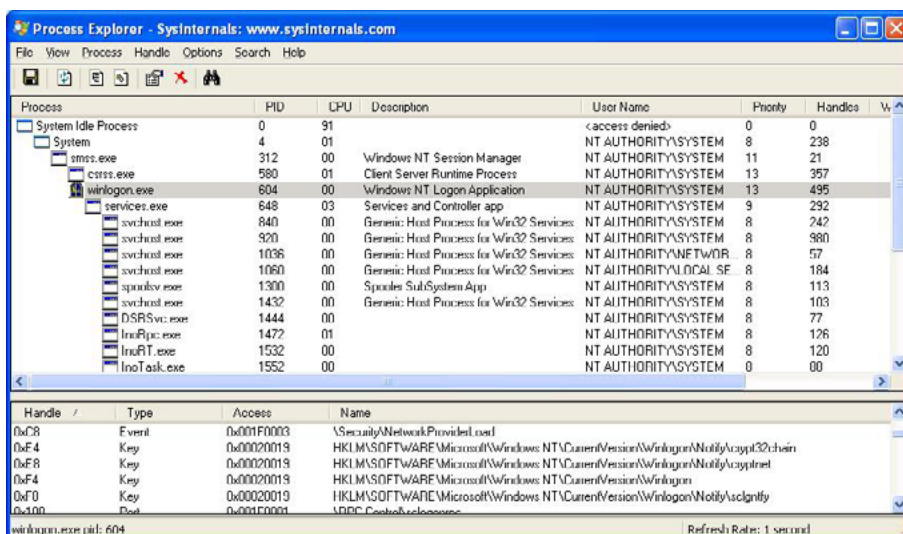 Process Explorer - Sysinternals: www.sysinternals.com
File View Process Handle Options Search Help
Process PID CPU Description User Name Priority Handles
System Idle Process 0 91 <access denied> 0 0
System 4 01 NT AUTHORITY\SYSTEM 8 238
smss.exe 312 00 Windows NT Session Manager NT AUTHORITY\SYSTEM 11 21
csrss.exe 580 01 Client Server Runtime Process NT AUTHORITY\SYSTEM 13 357
winlogon.exe 604 00 Windows NT Logon Application NT AUTHORITY\SYSTEM 13 495
services.exe 648 03 Services and Controller app NT AUTHORITY\SYSTEM 9 292
svchost.exe 840 00 Generic Host Process for Win32 Services NT AUTHORITY\SYSTEM 8 242
svchost.exe 920 00 Generic Host Process for Win32 Services NT AUTHORITY\SYSTEM 8 980
svchost.exe 1036 00 Generic Host Process for Win32 Services NT AUTHORITY\NETWOR... 8 57
svchost.exe 1060 00 Generic Host Process for Win32 Services NT AUTHORITY\LOCAL SE... 8 184
spoolsv.exe 1300 00 Spooler SubSystem App NT AUTHORITY\SYSTEM 8 113
svchost.exe 1432 00 Generic Host Process for Win32 Services NT AUTHORITY\SYSTEM 8 103
DSRSvc.exe 1444 00 NT AUTHORITY\SYSTEM 8 77
InoRpc.exe 1472 01 NT AUTHORITY\SYSTEM 8 126
InoRT.exe 1532 00 NT AUTHORITY\SYSTEM 8 120
InoTask.exe 1552 00 NT AUTHORITY\SYSTEM
Handle Type Access Name
0xC8 Event 0x001F0003 \Security\NetworkProviderLoad
0xE4 Key 0x00020019 HKLM\SOFTWARE\Microsoft\Windows NT\CurrentVersion\Winlogon\Notify\crypt32chain
0xE8 Key 0x00020019 HKLM\SOFTWARE\Microsoft\Windows NT\CurrentVersion\Winlogon\Notify\cryptnet
0xF4 Key 0x00020019 HKLM\SOFTWARE\Microsoft\Windows NT\CurrentVersion\Winlogon
0xF0 Key 0x00020019 HKLM\SOFTWARE\Microsoft\Windows NT\CurrentVersion\Winlogon\Notify\sclgntfy
0x100 Port 0x001F0001 \RPC Control\sclogonrpc
winlogon.exe pid: 604 Refresh Rate: 1 second